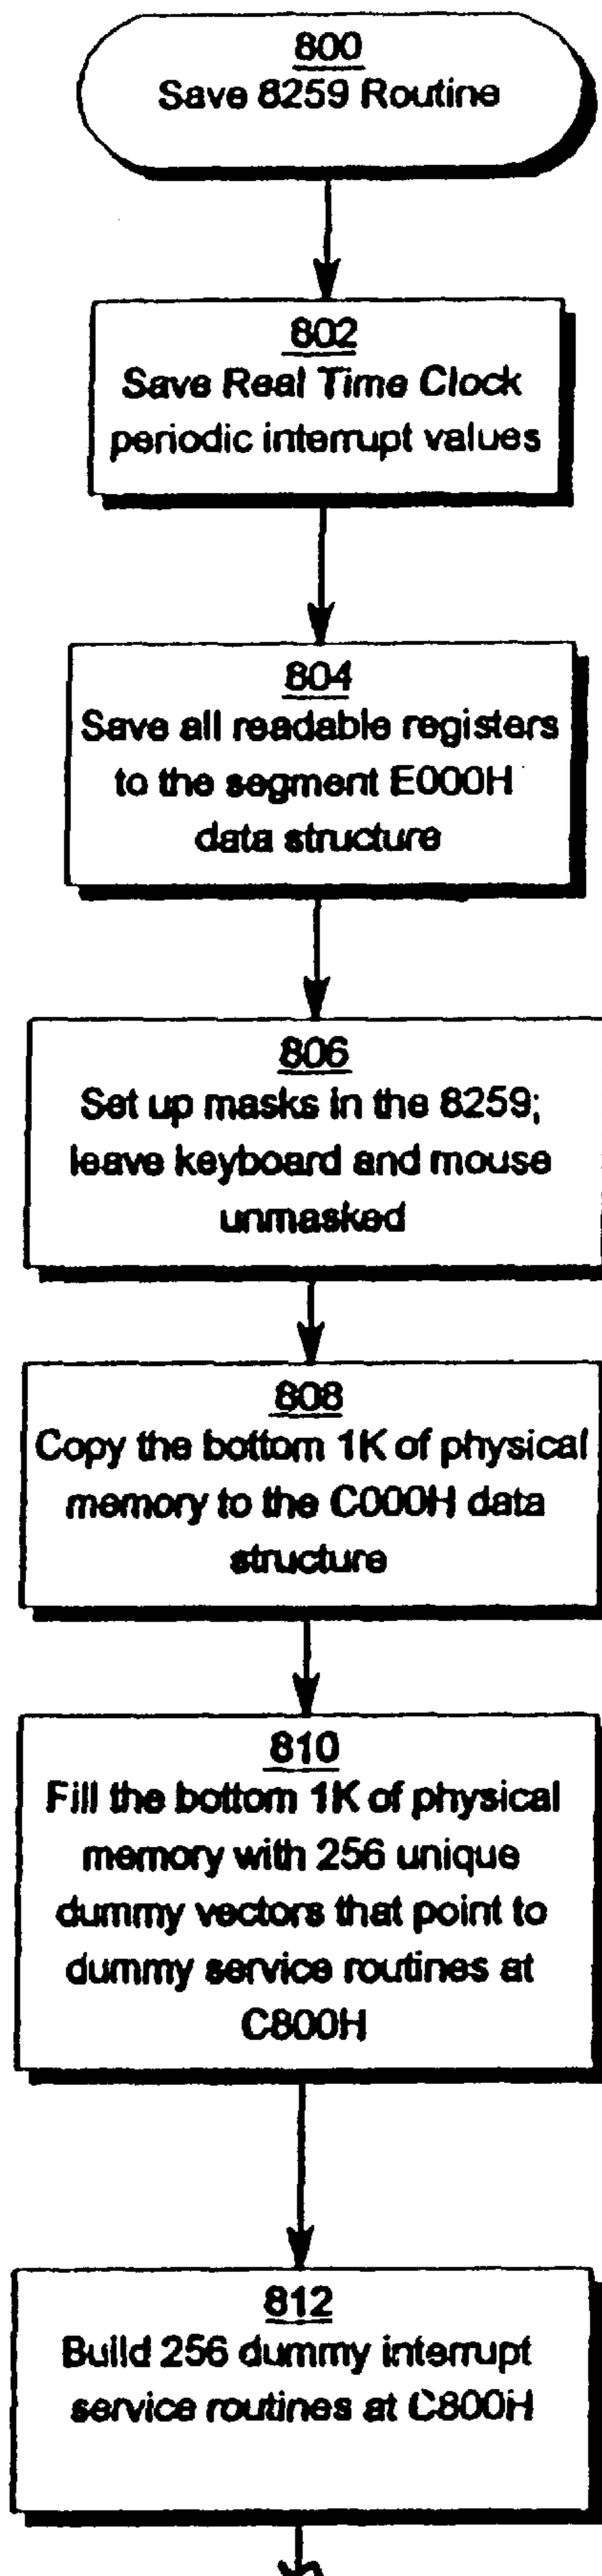 800
Save 8259 Routine
802
Save Real Time Clock
periodic interrupt values
804
Save all readable registers
to the segment E000H
data structure
806
Set up masks in the 8259;
leave keyboard and mouse
unmasked
808
Copy the bottom 1K of physical
memory to the C000H data
structure
810
Fill the bottom 1K of physical
memory with 256 unique
dummy vectors that point to
dummy service routines at
C800H
812
Build 256 dummy interrupt
service routines at C800H